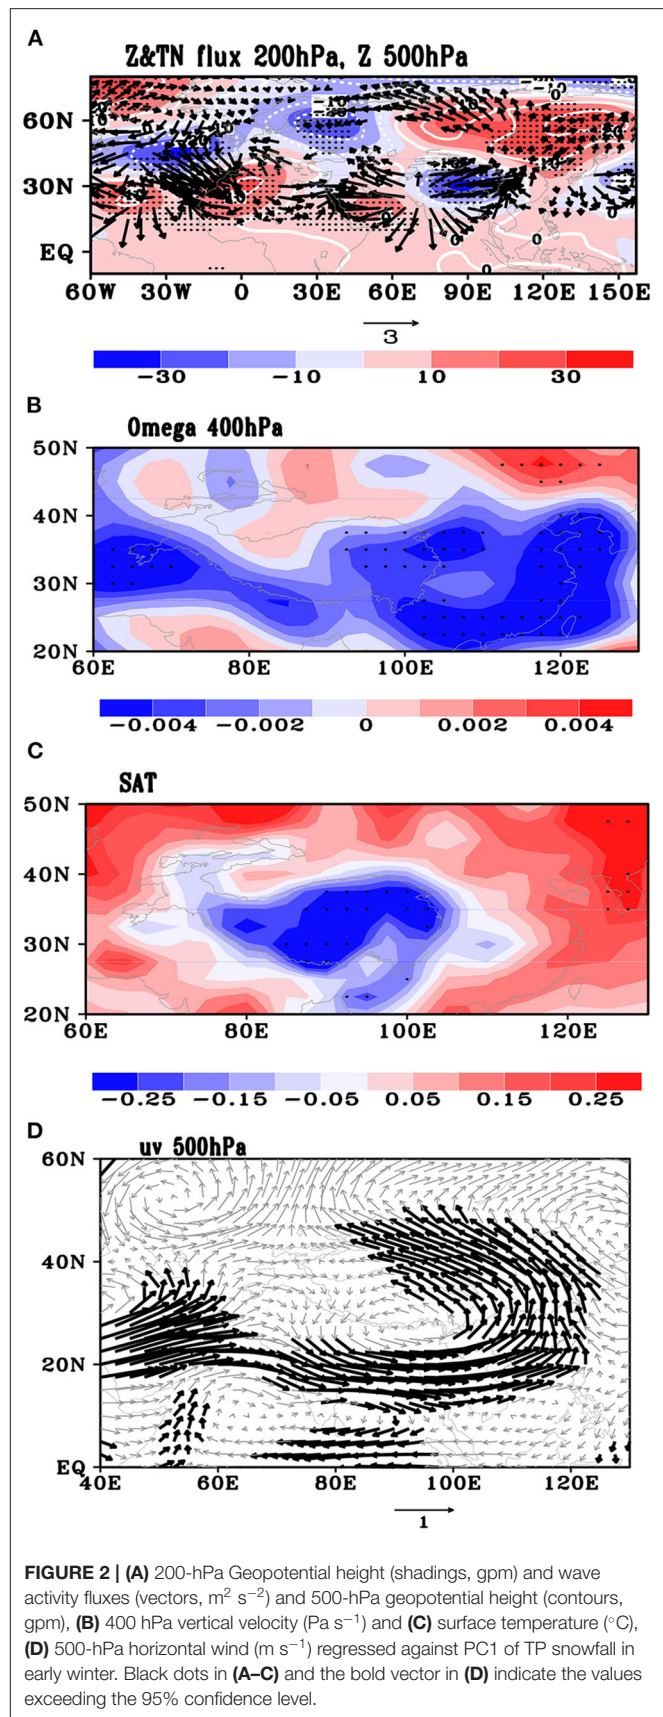 A
Z&TN flux 200hPa, Z 500hPa
60N
30N
EQ
60W 30W 0 30E 60E 90E 120E 150E
3
-30 -10 10 30
B
Omega 400hPa
50N
40N
30N
20N
60E 80E 100E 120E
-0.004 -0.002 0 0.002 0.004
C
SAT
50N
40N
30N
20N
60E 80E 100E 120E
-0.25 -0.15 -0.05 0.05 0.15 0.25
D
uv 500hPa
60N
40N
20N
EQ
40E 60E 80E 100E 120E
1
FIGURE 2 | (A) 200-hPa Geopotential height (shadings, gpm) and wave
activity fluxes (vectors, m² s⁻²) and 500-hPa geopotential height (contours,
gpm), (B) 400 hPa vertical velocity (Pa s⁻¹) and (C) surface temperature (°C),
(D) 500-hPa horizontal wind (m s⁻¹) regressed against PC1 of TP snowfall in
early winter. Black dots in (A–C) and the bold vector in (D) indicate the values
exceeding the 95% confidence level.